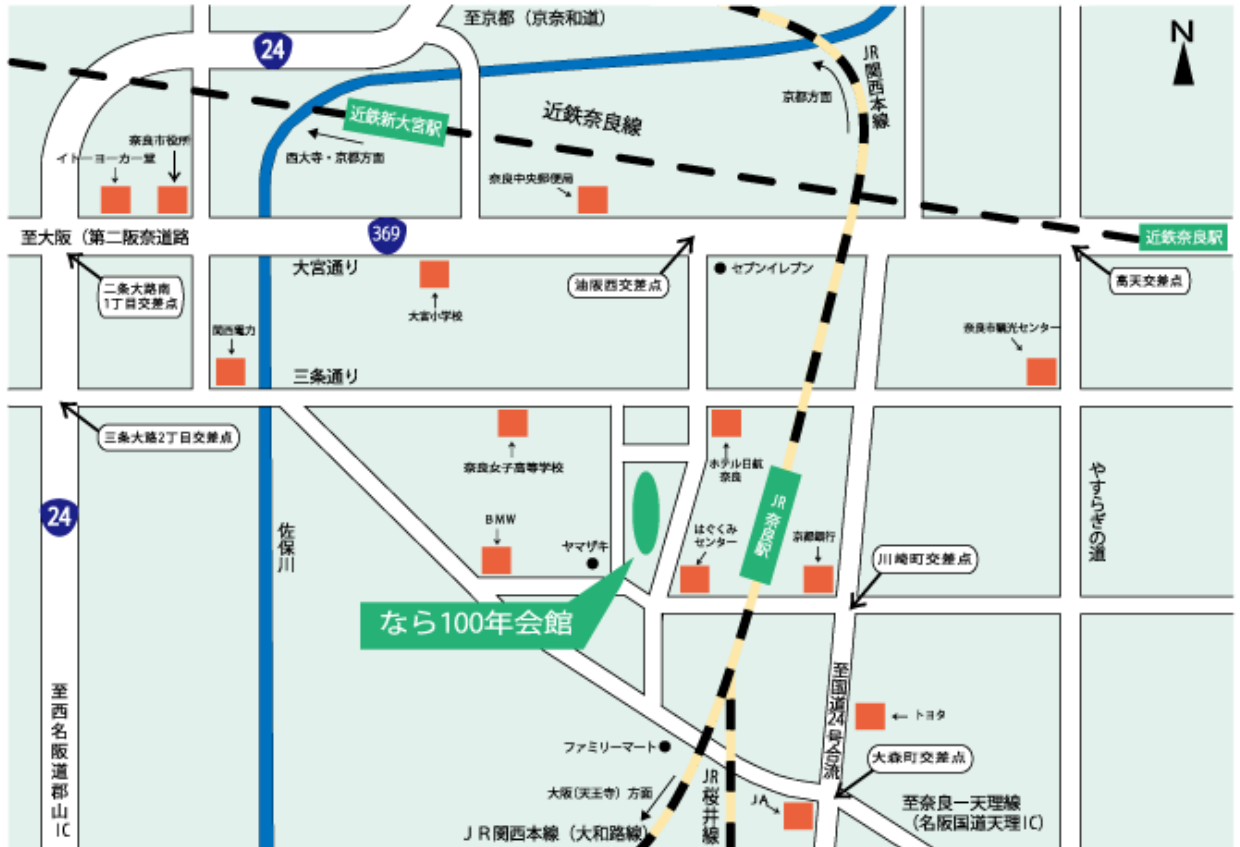 至京都（京奈和道）
N
24
JR関西本線
京都方面
近鉄奈良線
近鉄新大宮駅
奈良市役所
イトーヨーカー堂
西大寺・京都方面
奈良中央郵便局
至大阪（第二阪奈道路
369
近鉄奈良駅
大宮通り
油阪西交差点
セブンイレブン
高天交差点
二条大路南
1丁目交差点
大宮小学校
関西電力
奈良市観光センター
三条通り
三条大路2丁目交差点
奈良女子高等学校
ホテル日航
奈良
やすらぎの道
24
佐保川
BMW
ヤマザキ
はぐくみ
センター
JR奈良駅
京都銀行
川崎町交差点
なら100年会館
至西名阪道郡山IC
至国道24号合流
トヨタ
ファミリーマート
大森町交差点
大阪(天王寺)方面
JR桜井線
JA
至奈良ー天理線
（名阪国道天理IC）
ＪＲ関西本線（大和路線）